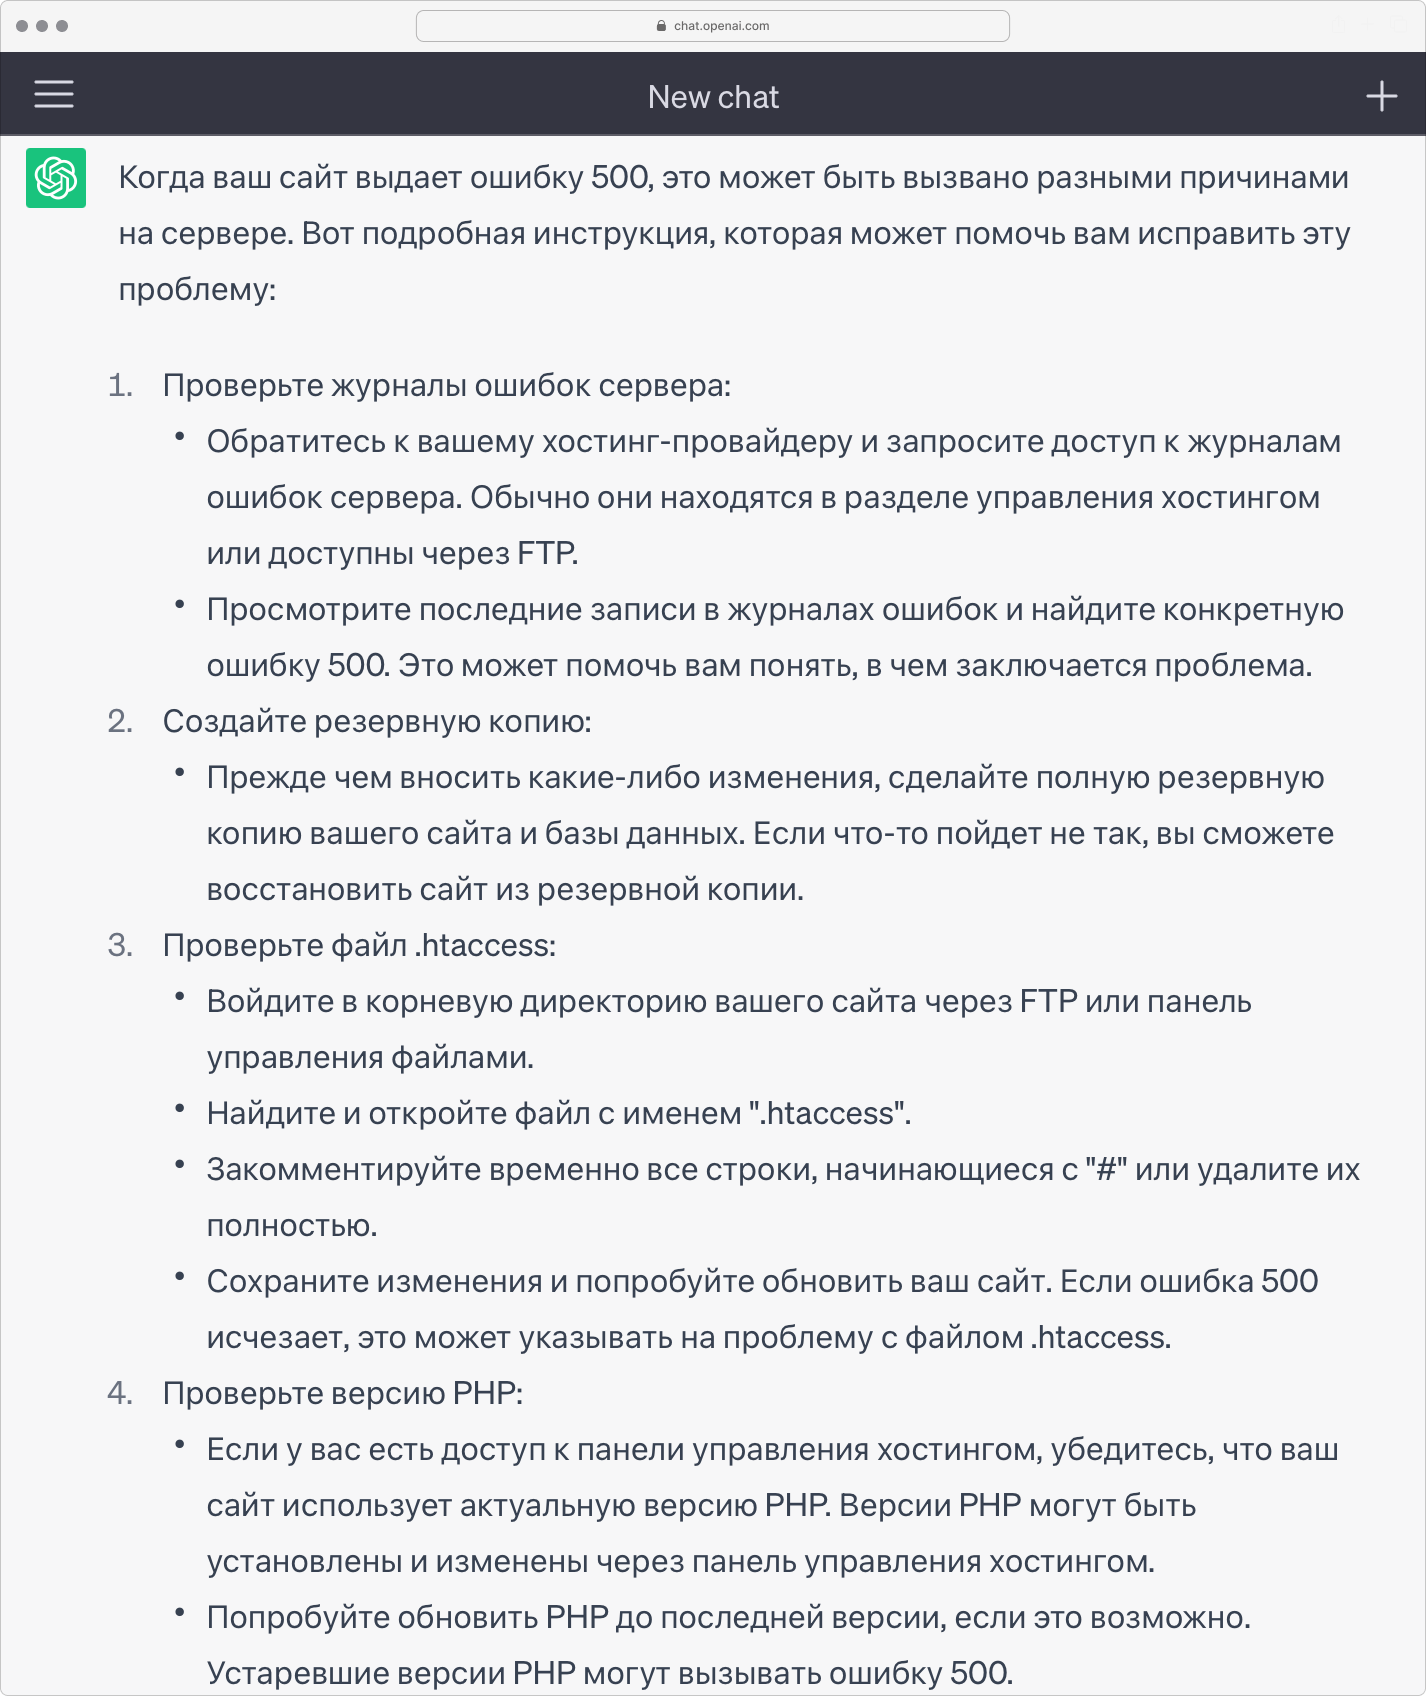 chat.openai.com
New chat
Когда ваш сайт выдает ошибку 500, это может быть вызвано разными причинами
на сервере. Вот подробная инструкция, которая может помочь вам исправить эту
проблему:
1. Проверьте журналы ошибок сервера:
• Обратитесь к вашему хостинг-провайдеру и запросите доступ к журналам
ошибок сервера. Обычно они находятся в разделе управления хостингом
или доступны через FTP.
• Просмотрите последние записи в журналах ошибок и найдите конкретную
ошибку 500. Это может помочь вам понять, в чем заключается проблема.
2. Создайте резервную копию:
• Прежде чем вносить какие-либо изменения, сделайте полную резервную
копию вашего сайта и базы данных. Если что-то пойдет не так, вы сможете
восстановить сайт из резервной копии.
3. Проверьте файл .htaccess:
• Войдите в корневую директорию вашего сайта через FTP или панель
управления файлами.
• Найдите и откройте файл с именем ".htaccess".
• Закомментируйте временно все строки, начинающиеся с "#" или удалите их
полностью.
• Сохраните изменения и попробуйте обновить ваш сайт. Если ошибка 500
исчезает, это может указывать на проблему с файлом .htaccess.
4. Проверьте версию PHP:
• Если у вас есть доступ к панели управления хостингом, убедитесь, что ваш
сайт использует актуальную версию PHP. Версии PHP могут быть
установлены и изменены через панель управления хостингом.
• Попробуйте обновить PHP до последней версии, если это возможно.
Устаревшие версии PHP могут вызывать ошибку 500.